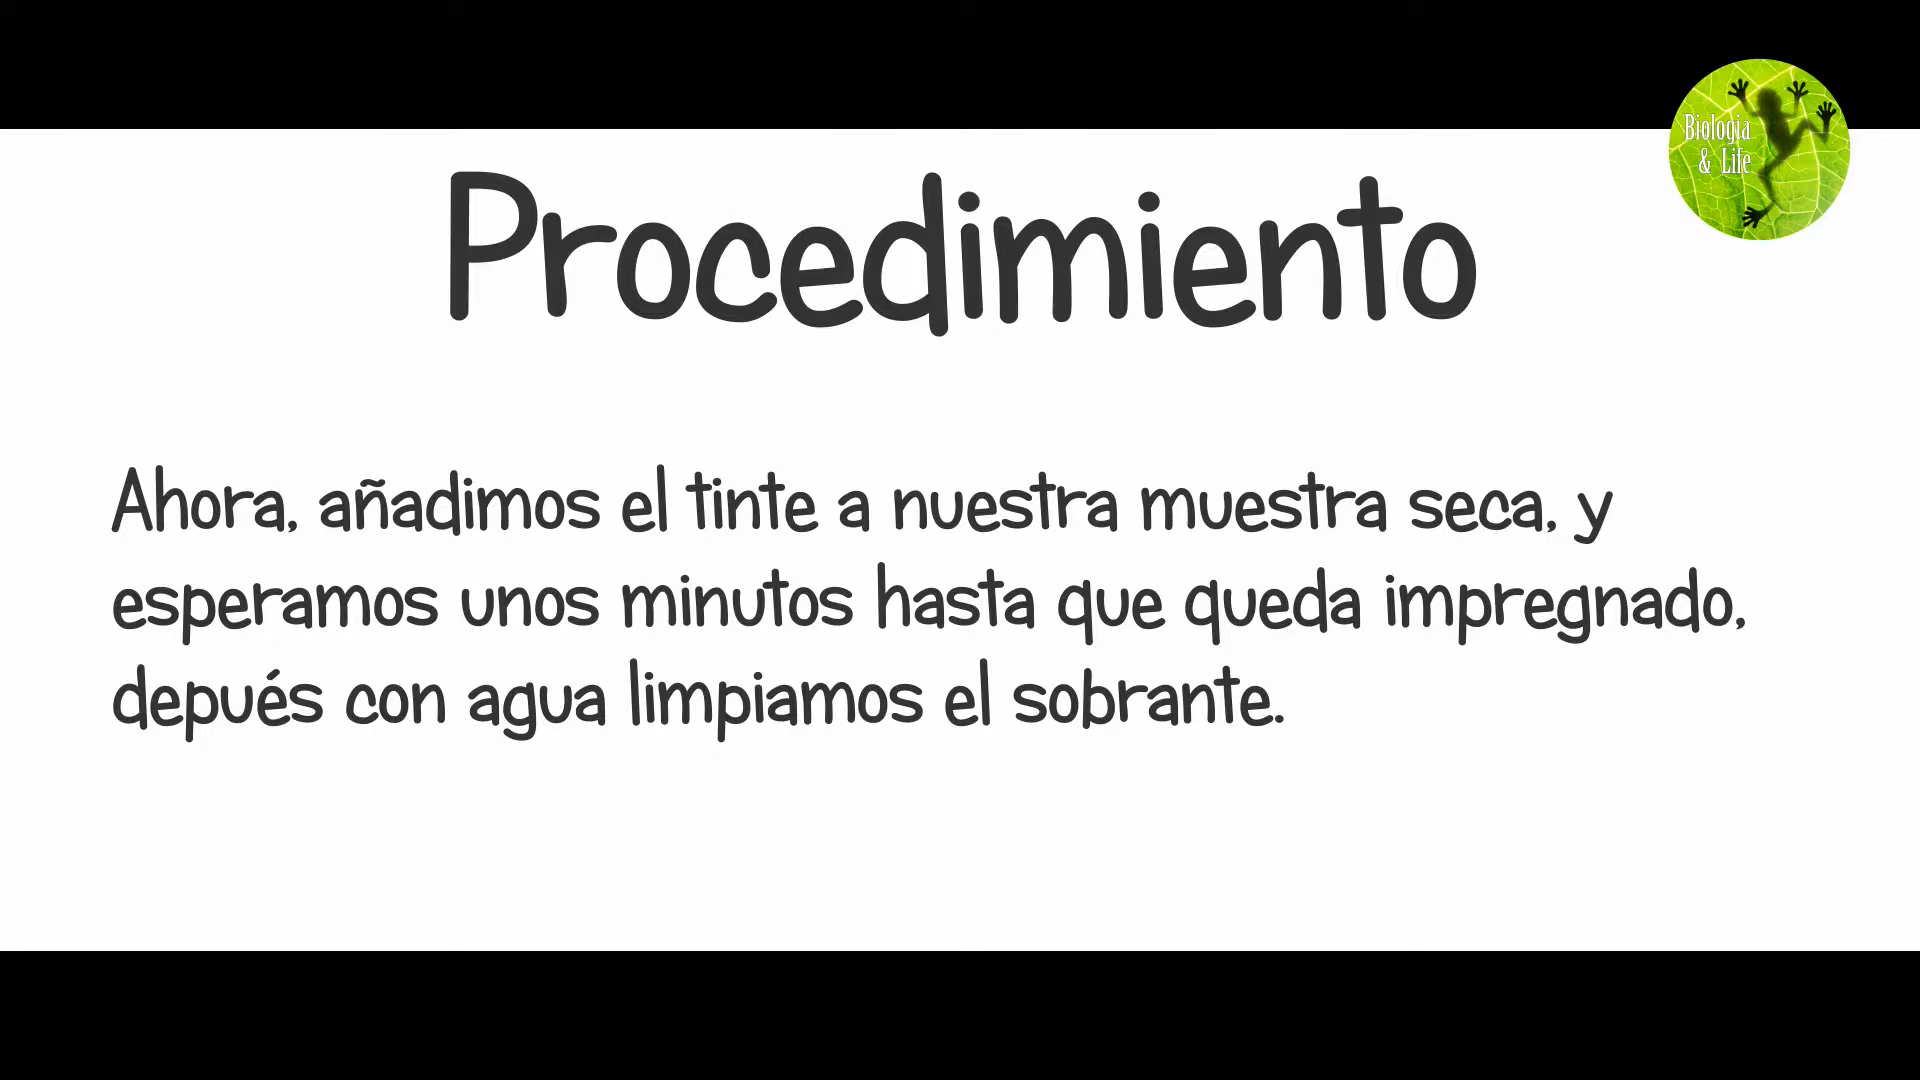 Biologia
& Life
Procedimiento
Ahora, añadimos el tinte a nuestra muestra seca, y
esperamos unos minutos hasta que queda impregnado,
depués con agua limpiamos el sobrante.